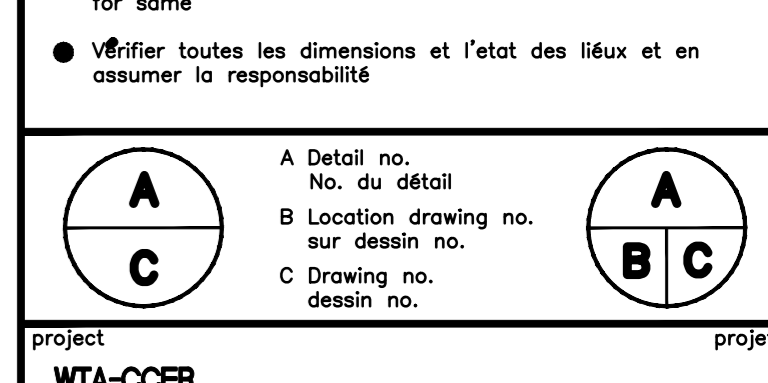 for same
● Vérifier toutes les dimensions et l'etat des liéux et en
assumer la responsabilité
A
C
A Detail no.
No. du détail
B Location drawing no.
sur dessin no.
C Drawing no.
dessin no.
A
B C
project
WTA-CCER